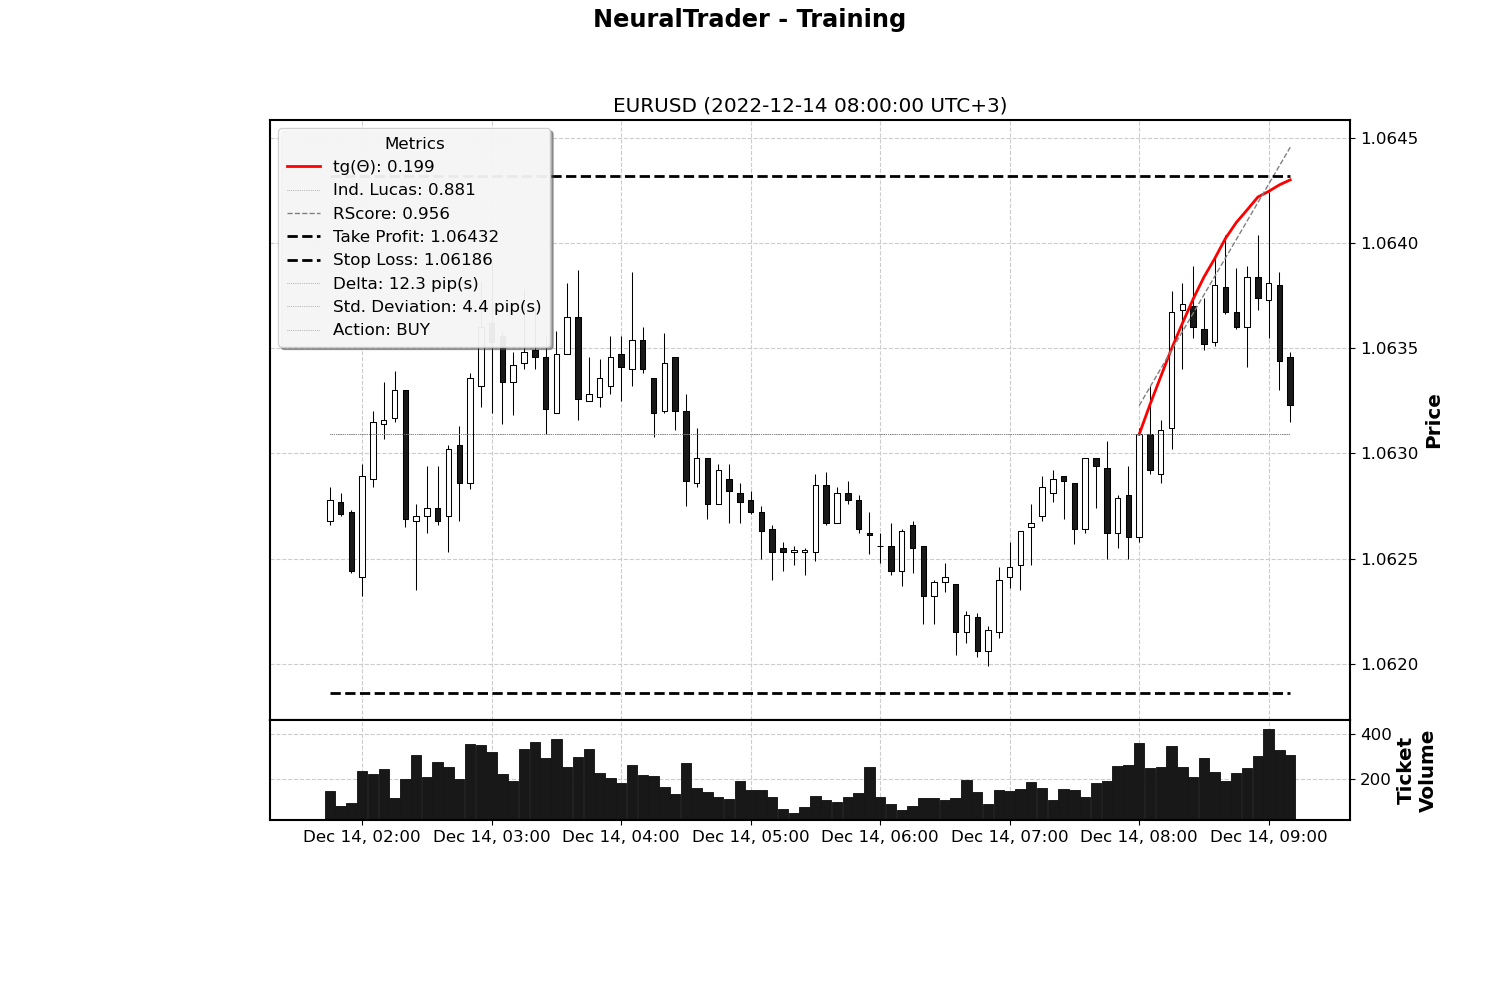 NeuralTrader - Training
EURUSD (2022-12-14 08:00:00 UTC+3)
Metrics
tg(Θ): 0.199
Ind. Lucas: 0.881
RScore: 0.956
Take Profit: 1.06432
Stop Loss: 1.06186
Delta: 12.3 pip(s)
Std. Deviation: 4.4 pip(s)
Action: BUY
1.0645
1.0640
1.0635
1.0630
1.0625
1.0620
Price
400
200
Ticket
Volume
Dec 14, 02:00 Dec 14, 03:00 Dec 14, 04:00 Dec 14, 05:00 Dec 14, 06:00 Dec 14, 07:00 Dec 14, 08:00 Dec 14, 09:00